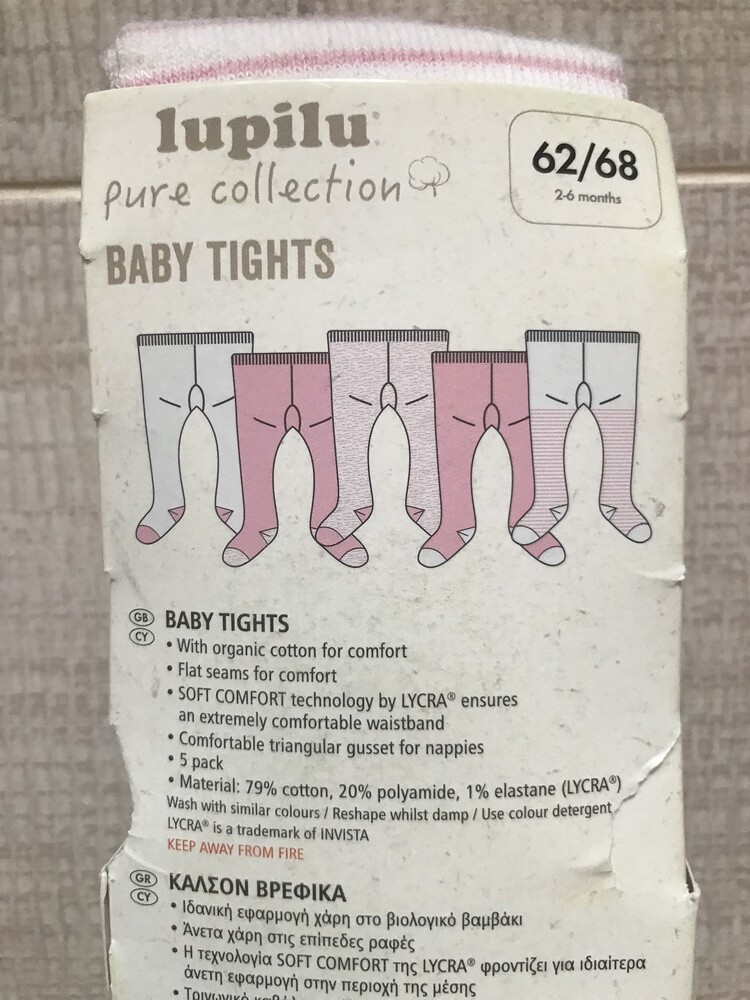 lupilu®
pure collection
62/68
2-6 months
BABY TIGHTS
GB
CY
BABY TIGHTS
• With organic cotton for comfort
• Flat seams for comfort
• SOFT COMFORT technology by LYCRA® ensures
an extremely comfortable waistband
• Comfortable triangular gusset for nappies
• 5 pack
• Material: 79% cotton, 20% polyamide, 1% elastane (LYCRA®)
Wash with similar colours / Reshape whilst damp / Use colour detergent
LYCRA® is a trademark of INVISTA
KEEP AWAY FROM FIRE
GR
CY
ΚΑΛΣΟΝ ΒΡΕΦΙΚΑ
• Ιδανική εφαρμογή χάρη στο βιολογικό βαμβάκι
• Άνετα χάρη στις επίπεδες ραφές
• Η τεχνολογία SOFT COMFORT της LYCRA® φροντίζει για ιδιαίτερα
άνετη εφαρμογή στην περιοχή της μέσης